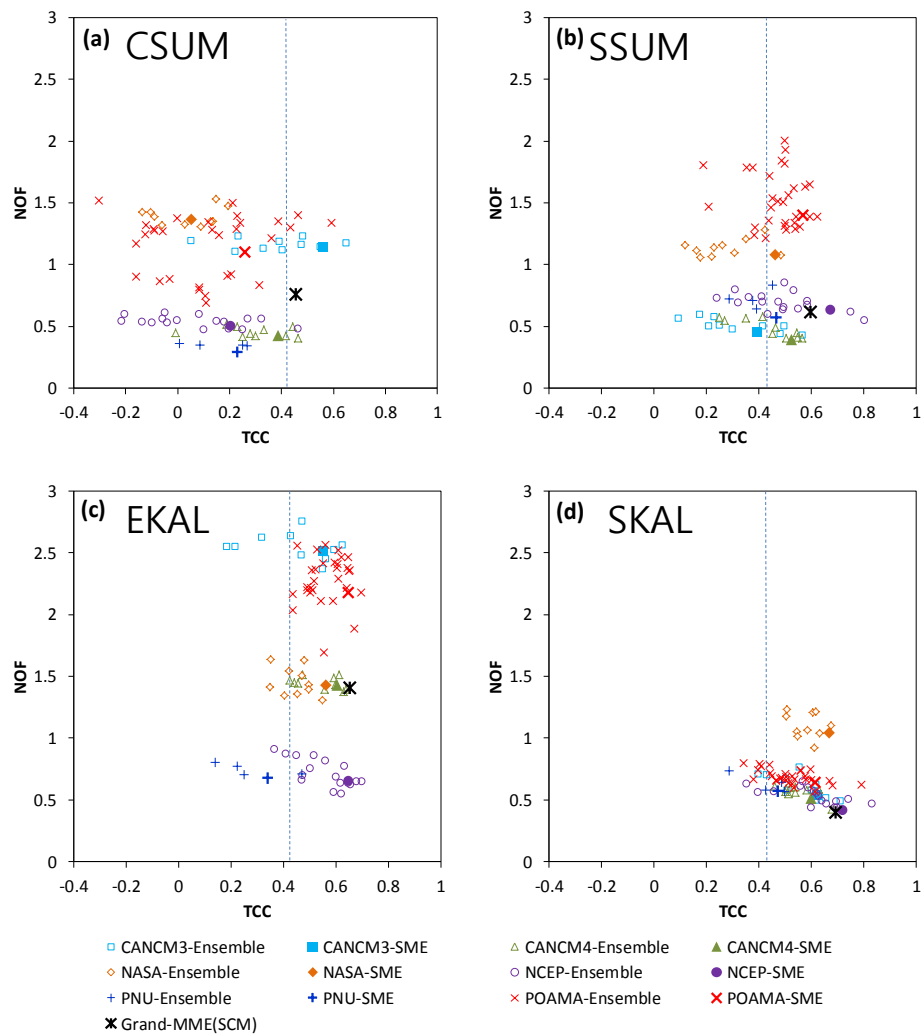 (a) CSUM
3
2.5
2
1.5
1
0.5
0
NOF
-0.4 -0.2 0 0.2 0.4 0.6 0.8 1
TCC
(b) SSUM
3
2.5
2
1.5
1
0.5
0
NOF
-0.4 -0.2 0 0.2 0.4 0.6 0.8 1
TCC
(c) EKAL
3
2.5
2
1.5
1
0.5
0
NOF
-0.4 -0.2 0 0.2 0.4 0.6 0.8 1
TCC
(d) SKAL
3
2.5
2
1.5
1
0.5
0
NOF
-0.4 -0.2 0 0.2 0.4 0.6 0.8 1
TCC
CANCM3-Ensemble CANCM3-SME CANCM4-Ensemble CANCM4-SME
NASA-Ensemble NASA-SME NCEP-Ensemble NCEP-SME
PNU-Ensemble PNU-SME POAMA-Ensemble POAMA-SME
Grand-MME(SCM)